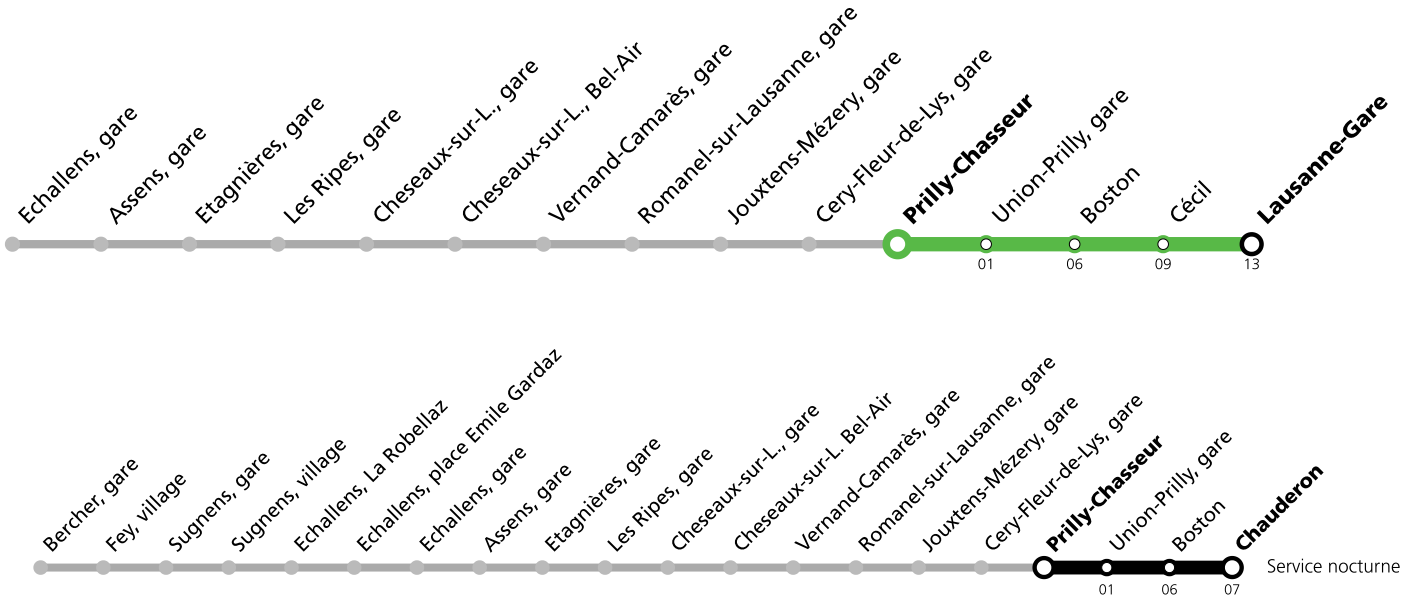 Echallens, gare
Assens, gare
Etagnières, gare
Les Ripes, gare
Cheseaux-sur-L., gare
Cheseaux-sur-L., Bel-Air
Vernand-Camarès, gare
Romanel-sur-Lausanne, gare
Jouxtens-Mézery, gare
Cery-Fleur-de-Lys, gare
Prilly-Chasseur
Union-Prilly, gare
Boston
Cécil
Lausanne-Gare
01
06
09
13
Bercher, gare
Fey, village
Sugnens, gare
Sugnens, village
Echallens, La Robellaz
Echallens, place Emile Gardaz
Echallens, gare
Assens, gare
Etagnières, gare
Les Ripes, gare
Cheseaux-sur-L., gare
Cheseaux-sur-L. Bel-Air
Vernand-Camarès, gare
Romanel-sur-Lausanne, gare
Jouxtens-Mézery, gare
Cery-Fleur-de-Lys, gare
Prilly-Chasseur
Union-Prilly, gare
Boston
Chauderon
Service nocturne
01
06
07